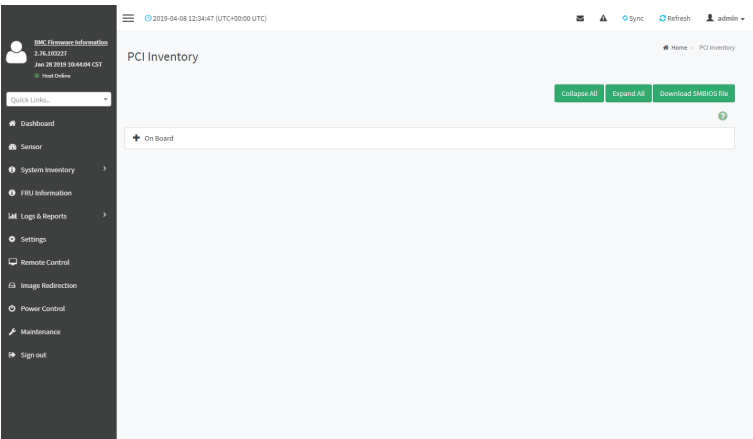 2019-04-08 12:34:47 (UTC+00:00 UTC)
Sync
Refresh
admin
BMC Firmware Information
2.76.103227
Jan 28 2019 10:44:04 CST
Host Online
Quick Links..
Dashboard
Sensor
System Inventory
FRU Information
Logs & Reports
Settings
Remote Control
Image Redirection
Power Control
Maintenance
Sign out
PCI Inventory
Home > PCI Inventory
Collapse All
Expand All
Download SMBIOS file
On Board